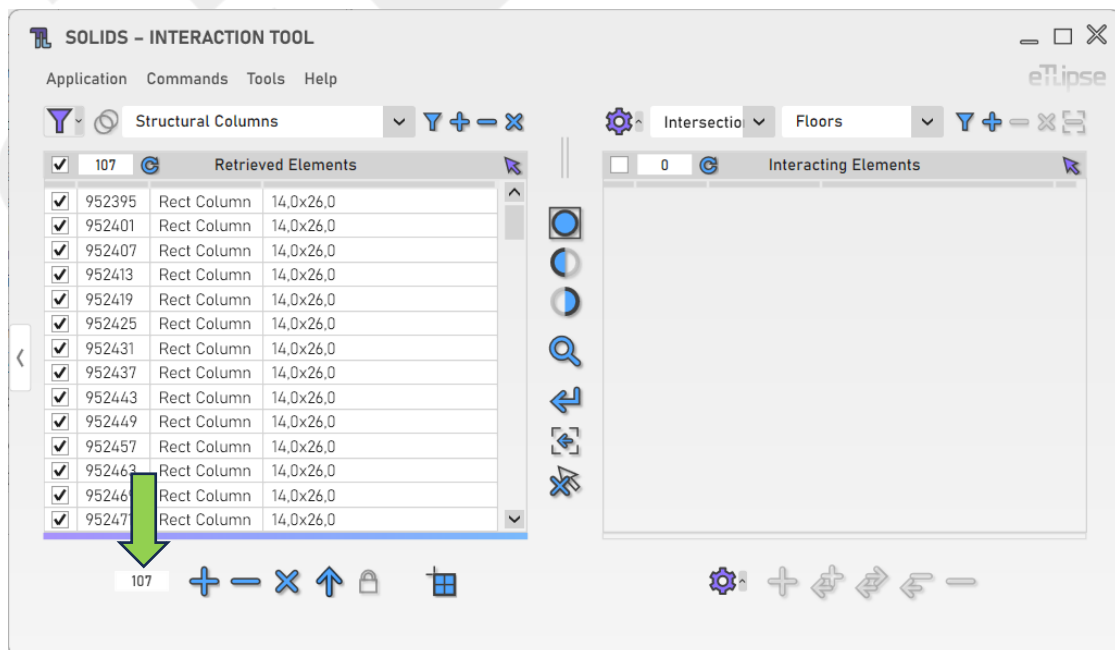 SOLIDS – INTERACTION TOOL
Application Commands Tools Help
eTLipse
Structural Columns
Intersection
Floors
107 Retrieved Elements
0 Interacting Elements
952395 Rect Column 14,0x26,0
952401 Rect Column 14,0x26,0
952407 Rect Column 14,0x26,0
952413 Rect Column 14,0x26,0
952419 Rect Column 14,0x26,0
952425 Rect Column 14,0x26,0
952431 Rect Column 14,0x26,0
952437 Rect Column 14,0x26,0
952443 Rect Column 14,0x26,0
952449 Rect Column 14,0x26,0
952457 Rect Column 14,0x26,0
952463 Rect Column 14,0x26,0
Rect Column 14,0x26,0
Rect Column 14,0x26,0
107